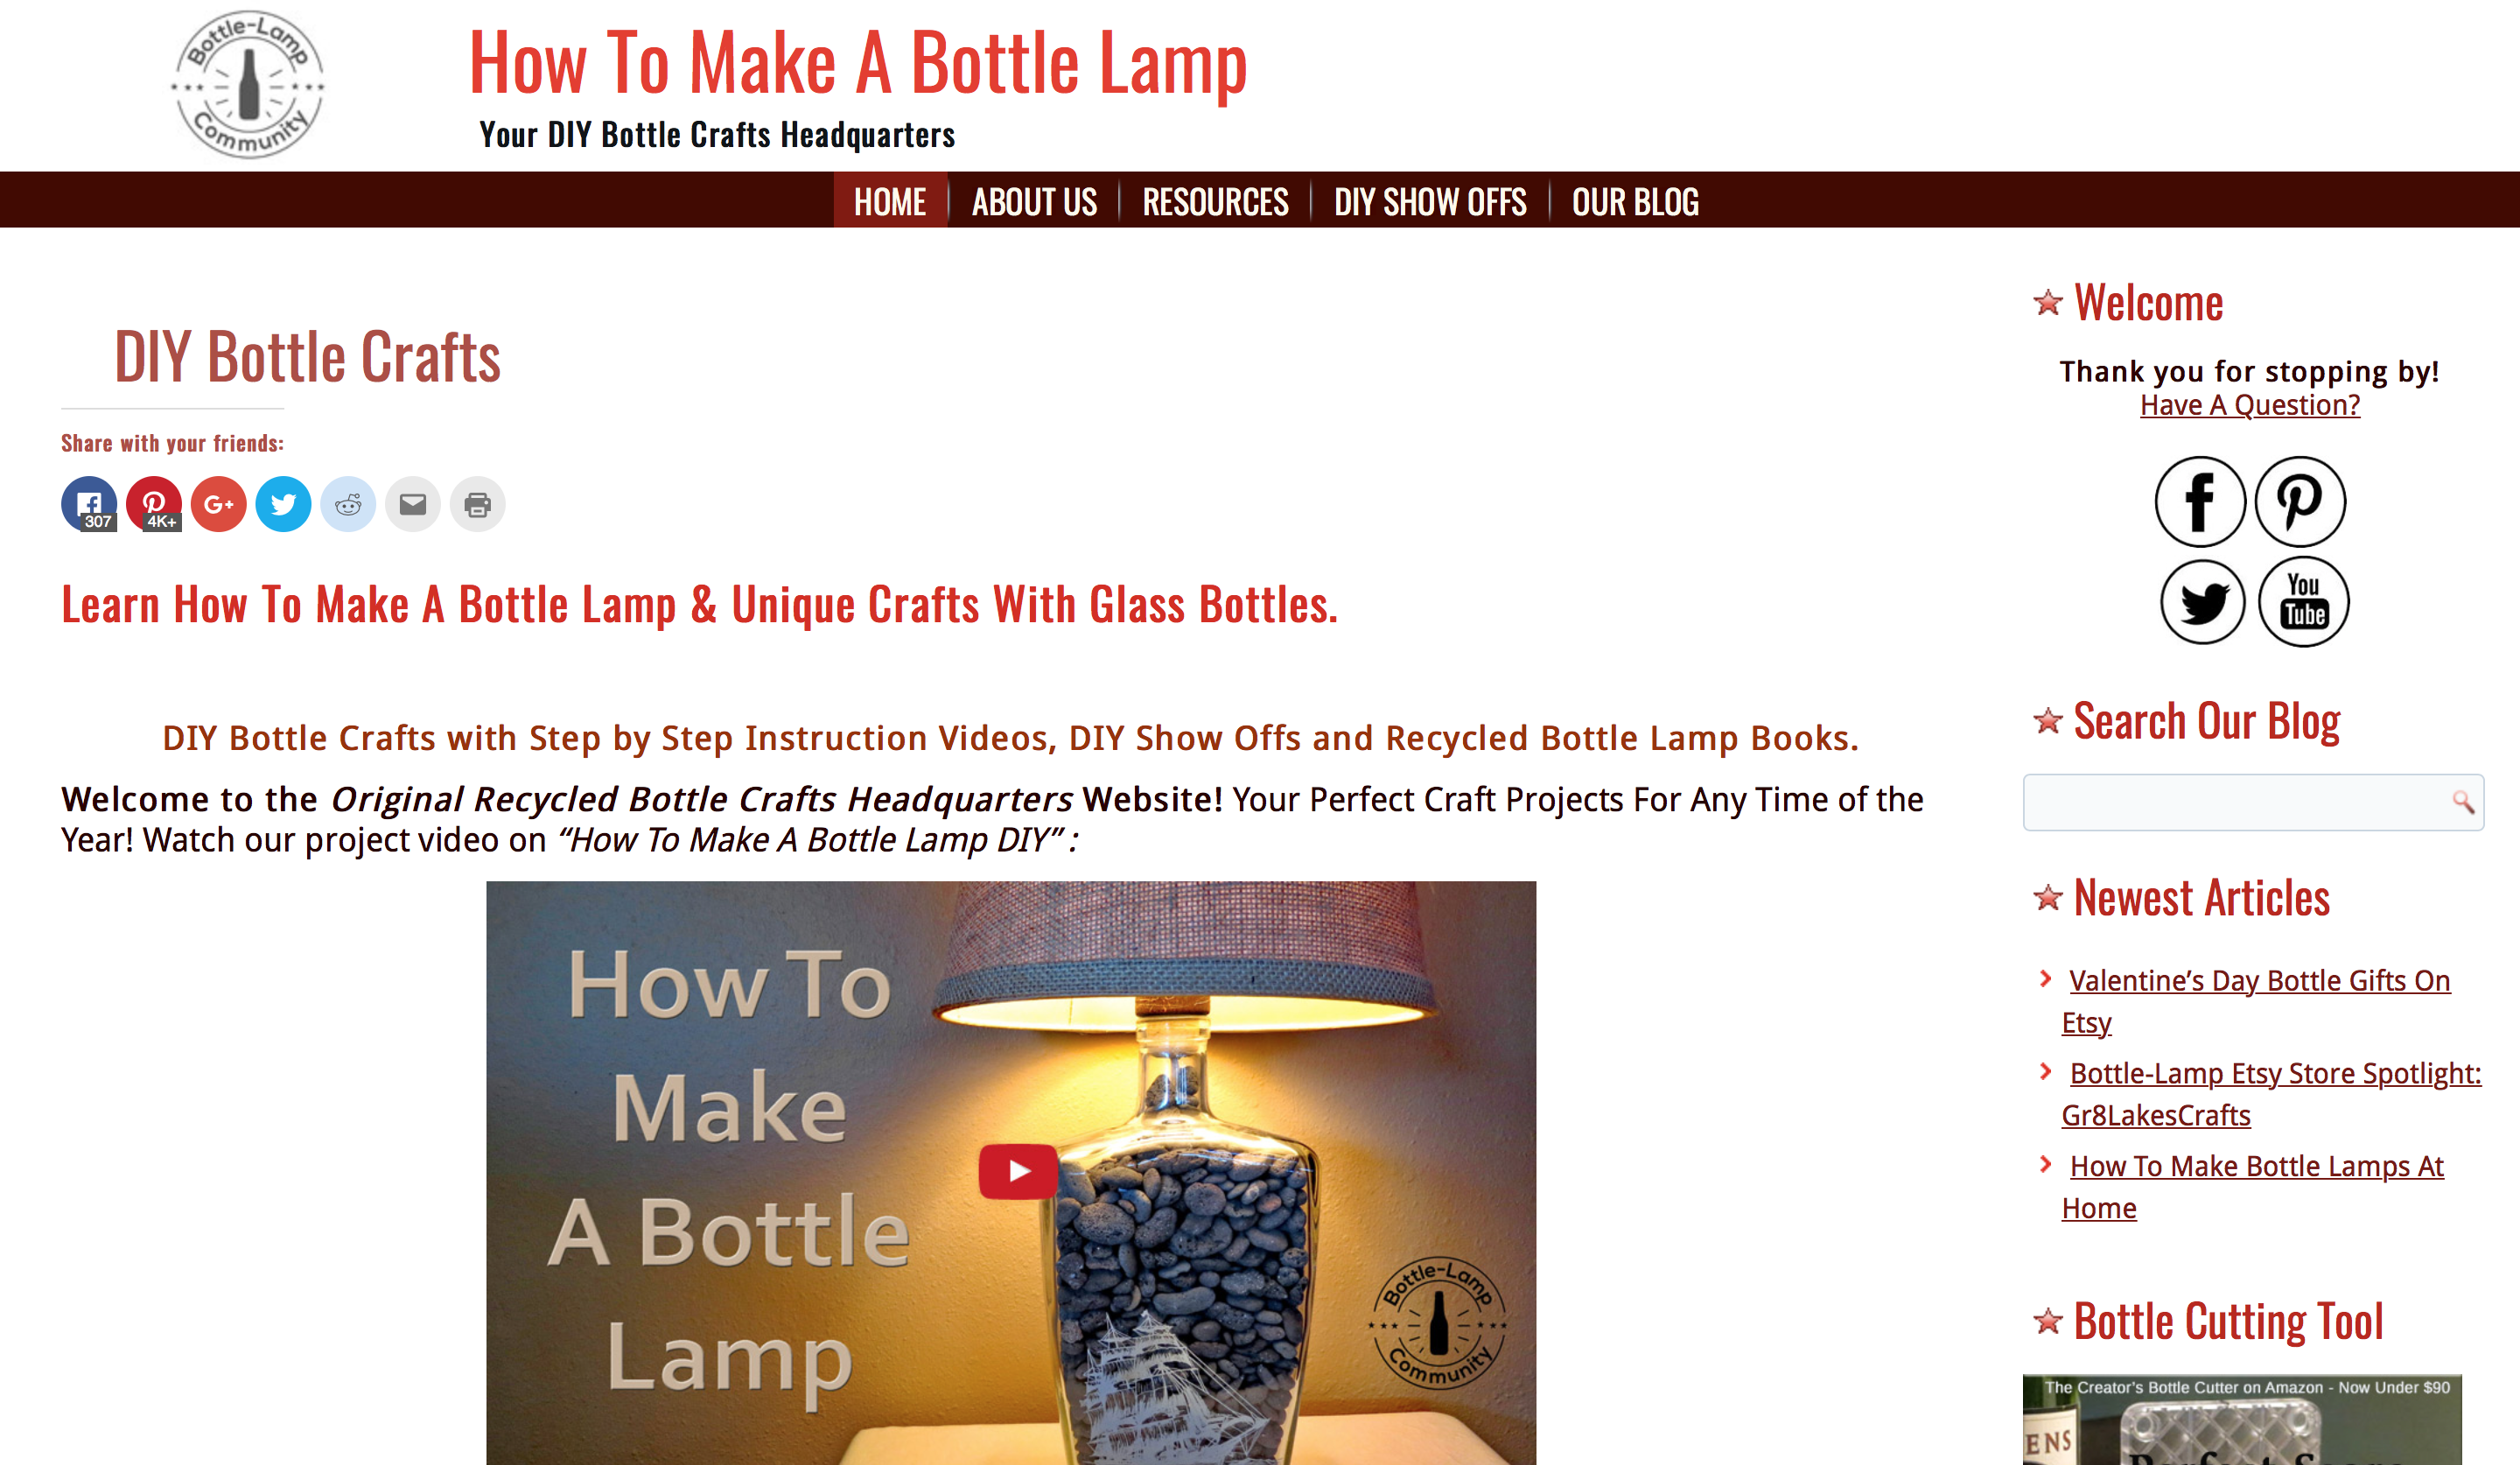 Bottle-Lamp
Community
How To Make A Bottle Lamp
Your DIY Bottle Crafts Headquarters
HOME
ABOUT US
RESOURCES
DIY SHOW OFFS
OUR BLOG
DIY Bottle Crafts
Share with your friends:
307
4K+
G+
Learn How To Make A Bottle Lamp & Unique Crafts With Glass Bottles.
DIY Bottle Crafts with Step by Step Instruction Videos, DIY Show Offs and Recycled Bottle Lamp Books.
Welcome to the Original Recycled Bottle Crafts Headquarters Website! Your Perfect Craft Projects For Any Time of the
Year! Watch our project video on “How To Make A Bottle Lamp DIY” :
How To
Make
A Bottle
Lamp
Bottle-Lamp
Community
Welcome
Thank you for stopping by!
Have A Question?
You
Tube
Search Our Blog
Newest Articles
Valentine’s Day Bottle Gifts On
Etsy
Bottle-Lamp Etsy Store Spotlight:
Gr8LakesCrafts
How To Make Bottle Lamps At
Home
Bottle Cutting Tool
The Creator's Bottle Cutter on Amazon - Now Under $90
ENS